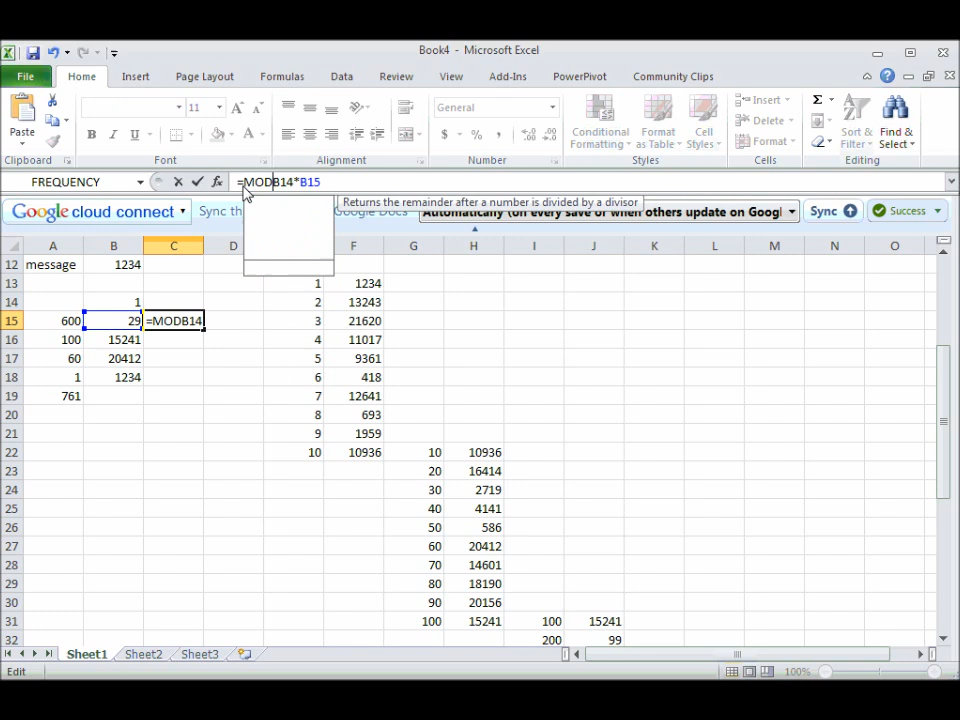 Book4 - Microsoft Excel
File Home Insert Page Layout Formulas Data Review View Add-Ins PowerPivot Community Clips
11 A A General Insert Σ
Paste B I U A $ % , Conditional Formatting Format as Table Cell Styles Delete Format Sort & Filter Find & Select
Clipboard Font Alignment Number Styles Cells Editing
FREQUENCY fx =MODB14*B15
Returns the remainder after a number is divided by a divisor
Google cloud connect Sync th Google Docs Automatically (on every save or when others update on Googl Sync Success
A B C D F G H I J K L M N O
12 message 1234
13 1 1234
14 1 2 13243
15 600 29 =MODB14 3 21620
16 100 15241 4 11017
17 60 20412 5 9361
18 1 1234 6 418
19 761 7 12641
20 8 693
21 9 1959
22 10 10936 10 10936
23 20 16414
24 30 2719
25 40 4141
26 50 586
27 60 20412
28 70 14601
29 80 18190
30 90 20156
31 100 15241 100 15241
32 200 99
Sheet1 Sheet2 Sheet3
Edit 100%